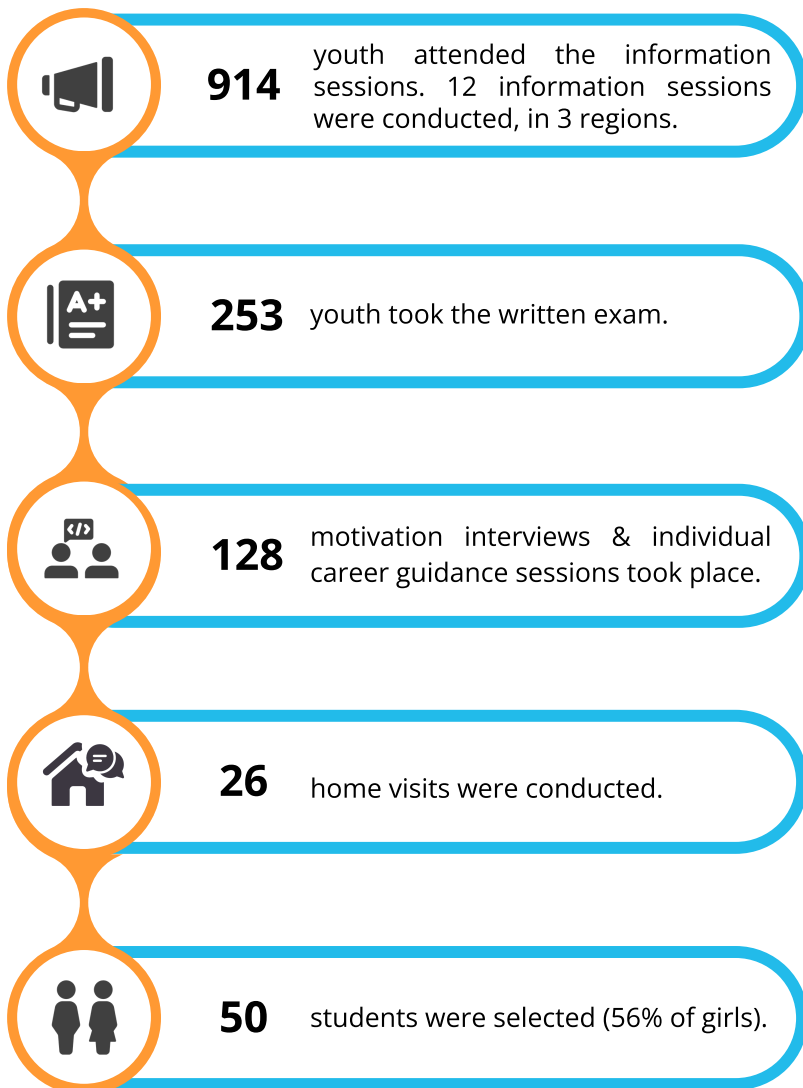 914
youth attended the information
sessions. 12 information sessions
were conducted, in 3 regions.
A+
253
youth took the written exam.
</>
128
motivation interviews & individual
career guidance sessions took place.
26
home visits were conducted.
50
students were selected (56% of girls).